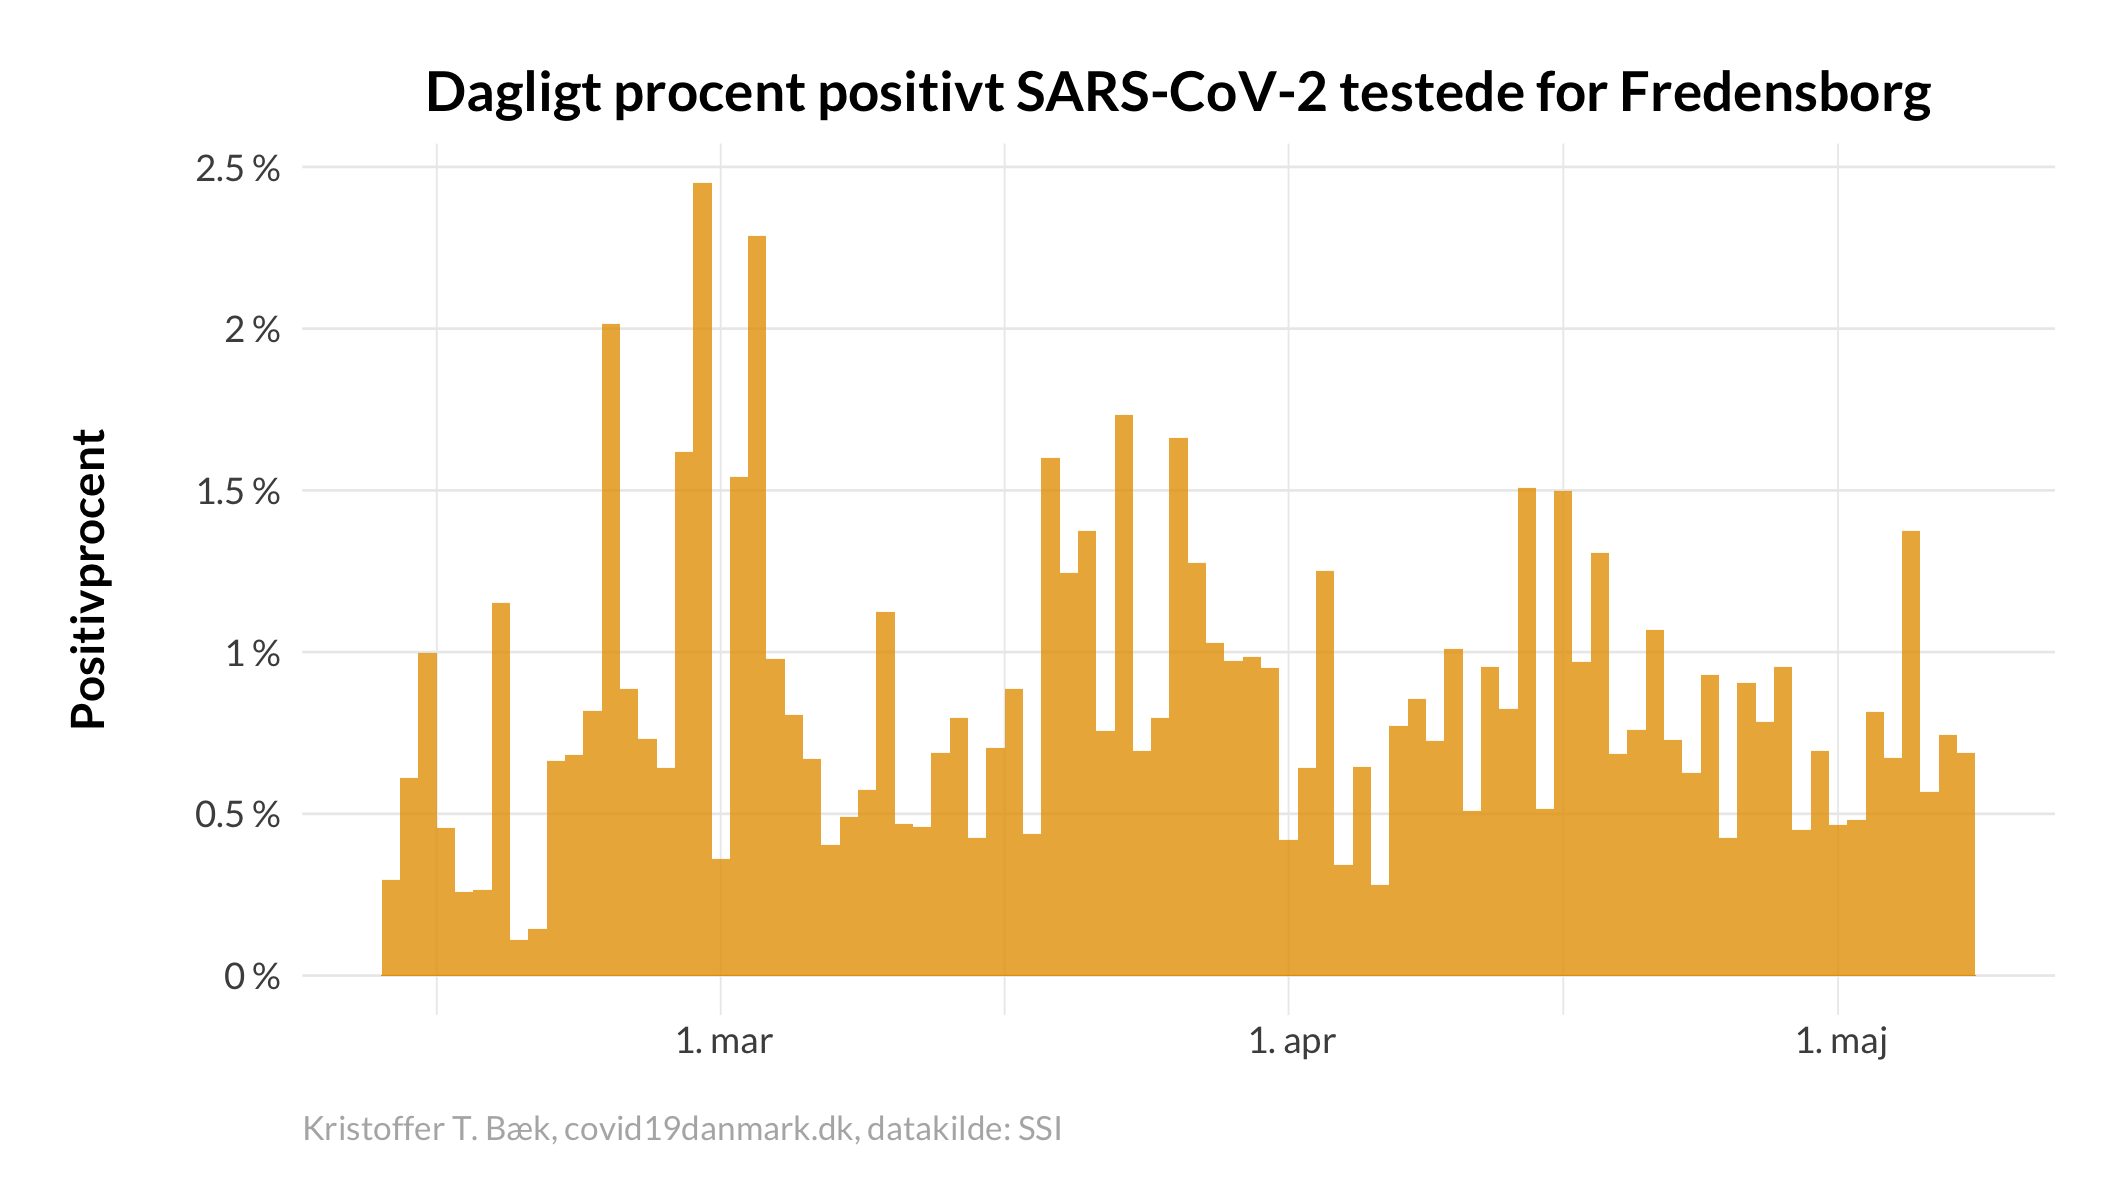 Dagligt procent positivt SARS-CoV-2 testede for Fredensborg
Positivprocent
2.5 %
2 %
1.5 %
1 %
0.5 %
0 %
1. mar
1. apr
1. maj
Kristoffer T. Bæk, covid19danmark.dk, datakilde: SSI